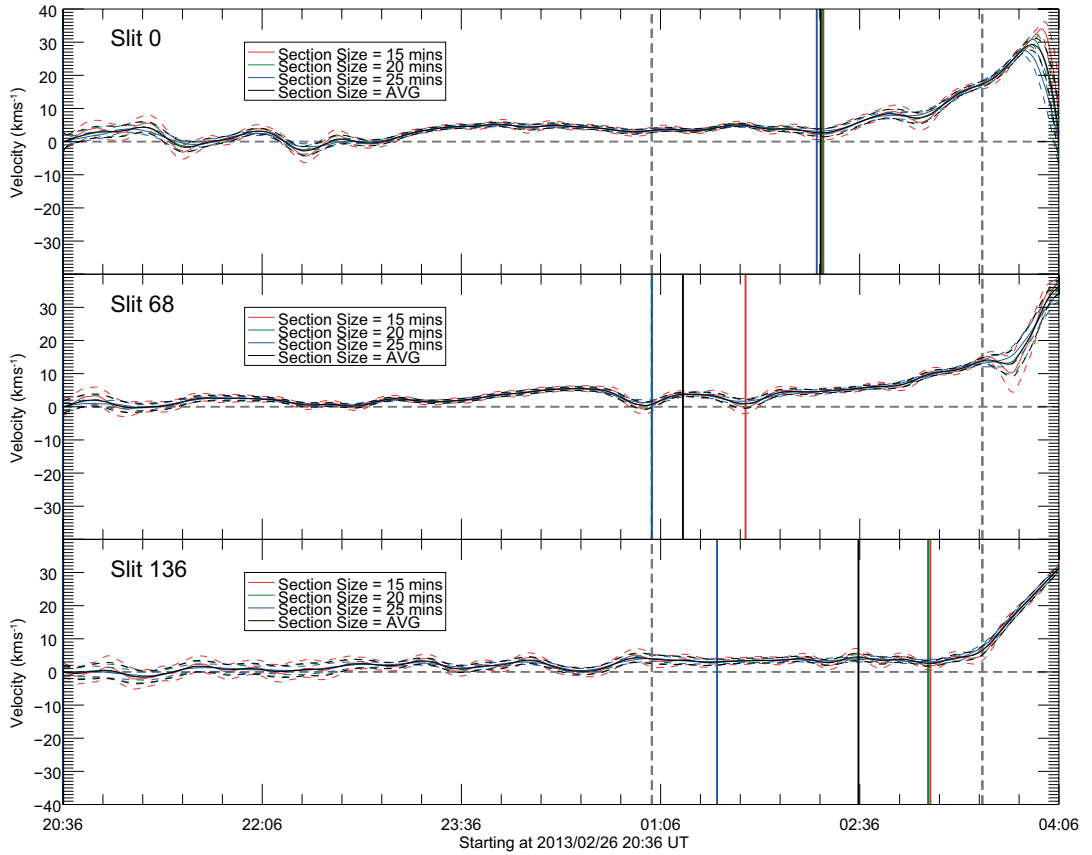 40
Slit 0
Section Size = 15 mins
Section Size = 20 mins
Section Size = 25 mins
Section Size = AVG
30
20
10
0
−10
−20
−30
Velocity (kms⁻¹)
Slit 68
Section Size = 15 mins
Section Size = 20 mins
Section Size = 25 mins
Section Size = AVG
30
20
10
0
−10
−20
−30
Velocity (kms⁻¹)
Slit 136
Section Size = 15 mins
Section Size = 20 mins
Section Size = 25 mins
Section Size = AVG
30
20
10
0
−10
−20
−30
−40
Velocity (kms⁻¹)
20:36 22:06 23:36 01:06 02:36 04:06
Starting at 2013/02/26 20:36 UT